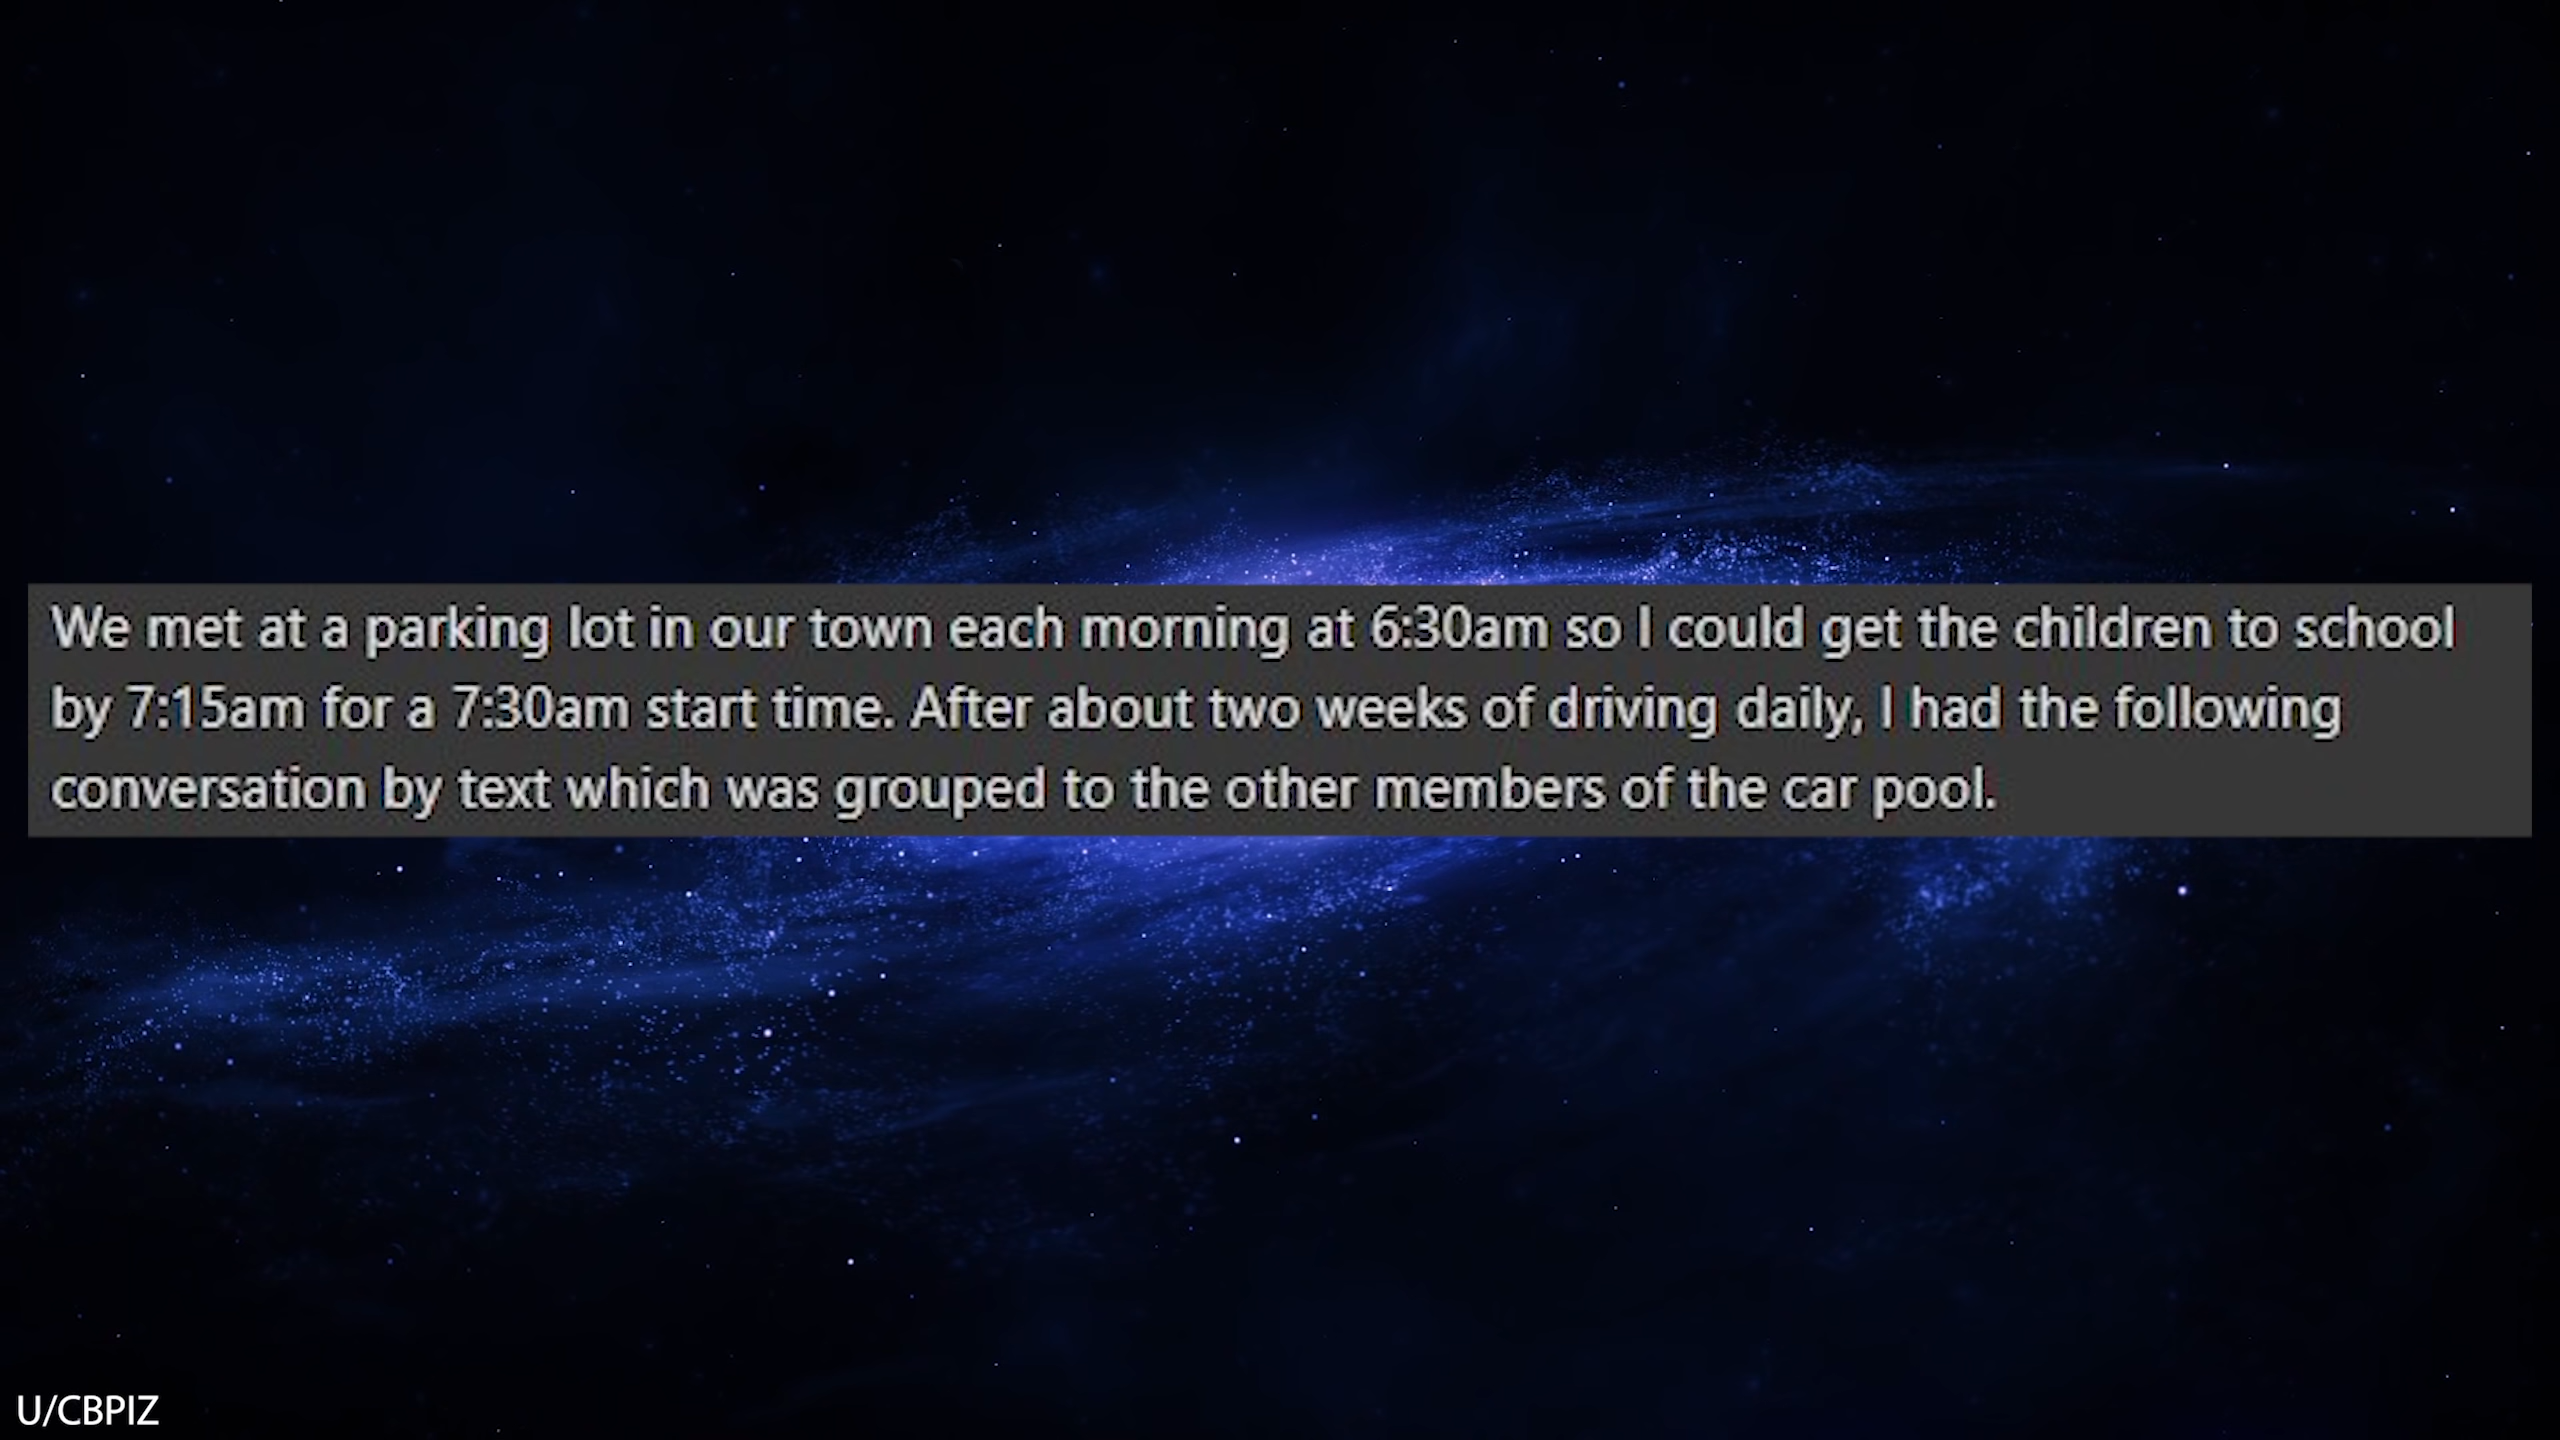 We met at a parking lot in our town each morning at 6:30am so I could get the children to school
by 7:15am for a 7:30am start time. After about two weeks of driving daily, I had the following
conversation by text which was grouped to the other members of the car pool.
U/CBPIZ